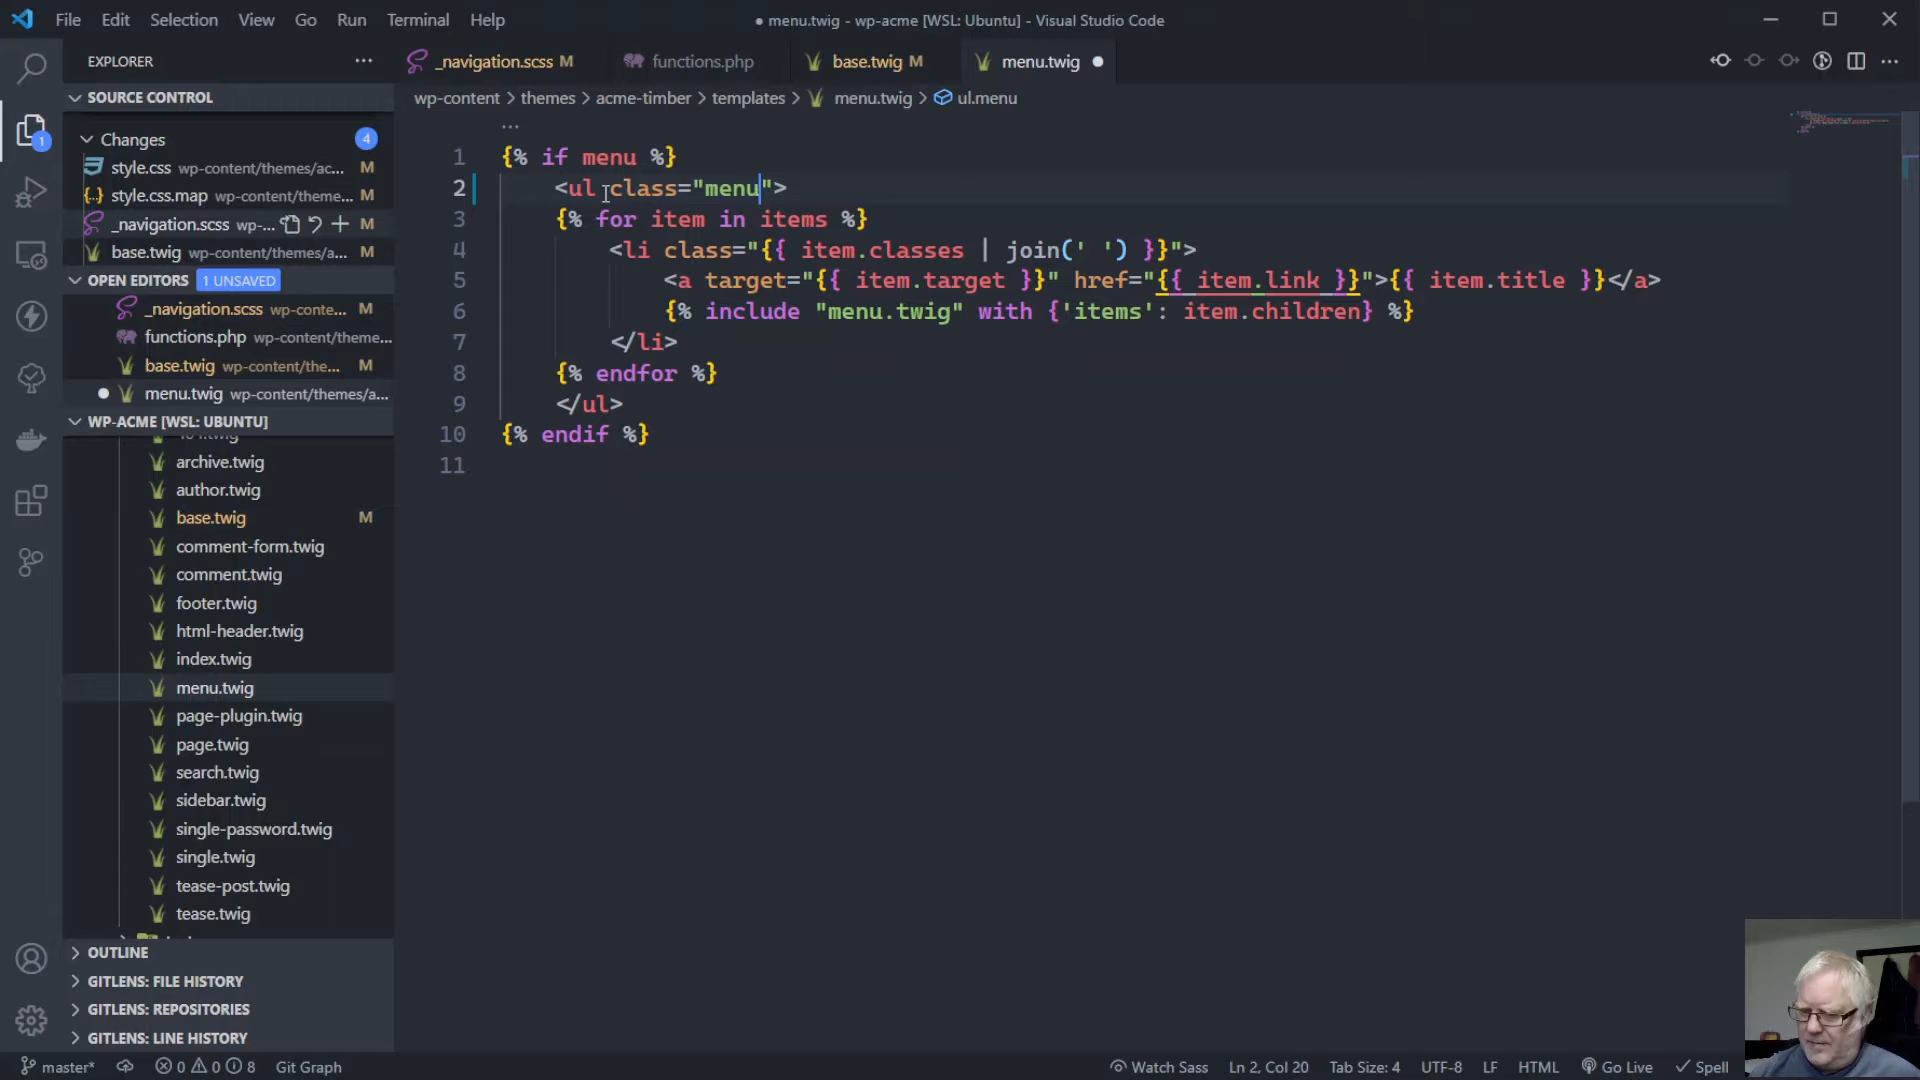 File Edit Selection View Go Run Terminal Help
● menu.twig - wp-acme [WSL: Ubuntu] - Visual Studio Code
EXPLORER
_navigation.scss M
functions.php
base.twig M
menu.twig
SOURCE CONTROL
wp-content > themes > acme-timber > templates > menu.twig > ul.menu
Changes 4
style.css wp-content/themes/ac... M
style.css.map wp-content/theme... M
_navigation.scss wp-... M
base.twig wp-content/themes/a... M
OPEN EDITORS 1 UNSAVED
_navigation.scss wp-conte... M
functions.php wp-content/theme...
base.twig wp-content/the... M
menu.twig wp-content/themes/a...
WP-ACME [WSL: UBUNTU]
archive.twig
author.twig
base.twig M
comment-form.twig
comment.twig
footer.twig
html-header.twig
index.twig
menu.twig
page-plugin.twig
page.twig
search.twig
sidebar.twig
single-password.twig
single.twig
tease-post.twig
tease.twig
OUTLINE
GITLENS: FILE HISTORY
GITLENS: REPOSITORIES
GITLENS: LINE HISTORY
1 {% if menu %}
2 <ul class="menu">
3 {% for item in items %}
4 <li class="{{ item.classes | join(' ') }}">
5 <a target="{{ item.target }}" href="{{ item.link }}">{{ item.title }}</a>
6 {% include "menu.twig" with {'items': item.children} %}
7 </li>
8 {% endfor %}
9 </ul>
10 {% endif %}
11
master* 0 0 8 Git Graph Watch Sass Ln 2, Col 20 Tab Size: 4 UTF-8 LF HTML Go Live Spell